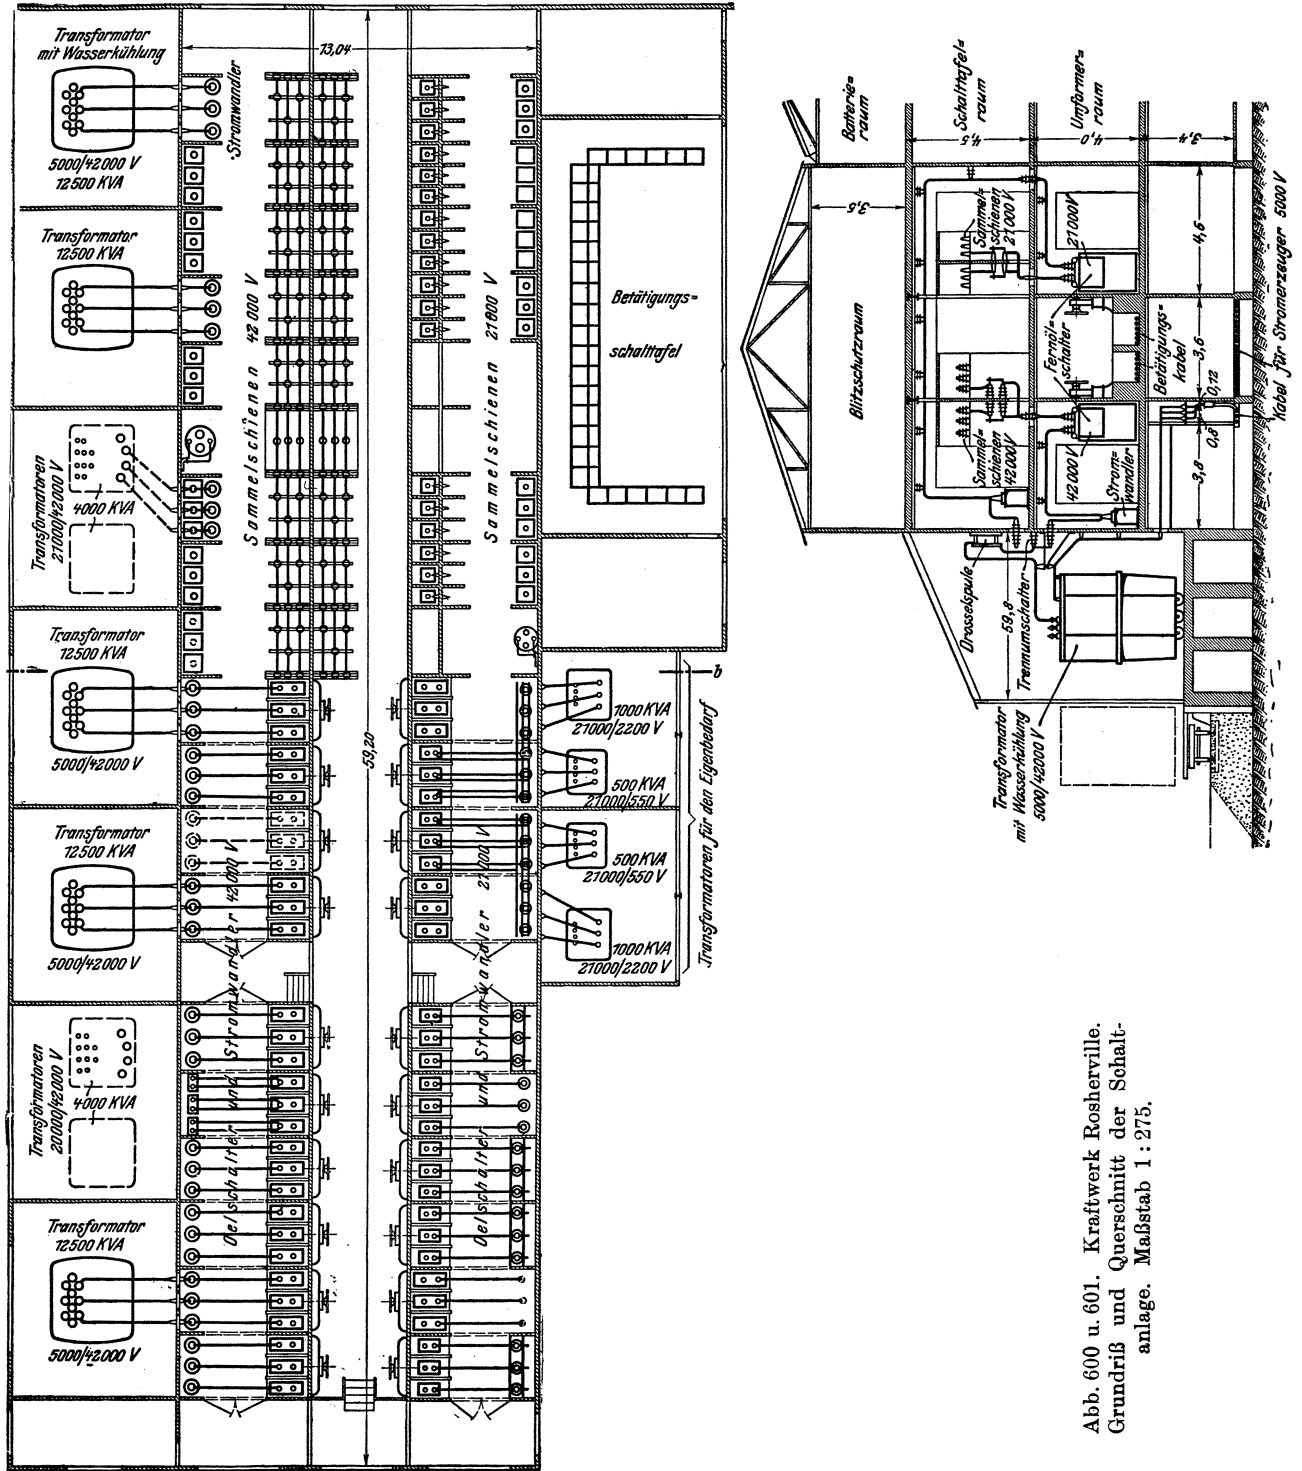 Transformator
mit Wasserkühlung
5000/42000 V
12500 KVA
13,04
Stromwandler
Transformator
12500 KVA
Sammelschienen 42000 V
Sammelschienen 21000 V
Betätigungs=
schalttafel
Transformatoren
21000/42000 V
4000 KVA
Transformator
12500 KVA
5000/42000 V
b
1000 KVA
21000/2200 V
500 KVA
21000/550 V
59,20
Transformator
12500 KVA
5000/42000 V
500 KVA
21000/550 V
1000 KVA
21000/2200 V
Transformatoren für den Eigenbedarf
Oelschalter und Stromwandler 42000 V
Oelschalter und Stromwandler 21000 V
Transformatoren
20000/42000 V
4000 KVA
Transformator
12500 KVA
5000/42000 V
Batterie=
raum
Schalttafel=
raum
Umformer=
raum
3,5
4,5
4,0
3,4
Blitzschutzraum
Sammel=
schienen
21000 V
Sammel=
schienen
42000 V
21000 V
Fernöl=
schalter
42000 V
Strom=
wandler
Betätigungs=
kabel
4,6
3,6
0,12
0,8
3,8
Kabel für Stromerzeuger 5000 V
Drosselspule
59,8
Trennumschalter
Transformator
mit Wasserkühlung
5000/42000 V
Abb. 600 u. 601. Kraftwerk Rosherville.
Grundriß und Querschnitt der Schalt-
anlage. Maßstab 1 : 275.